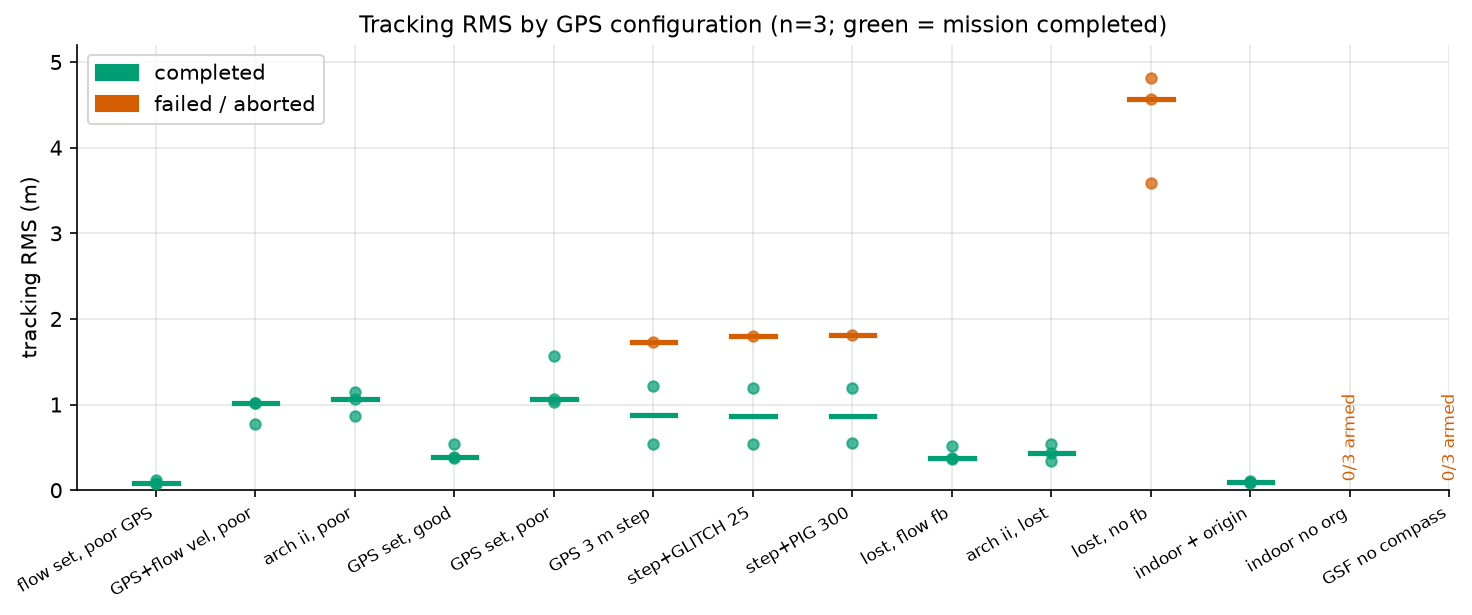 Tracking RMS by GPS configuration (n=3; green = mission completed)
completed
failed / aborted
tracking RMS (m)
5
4
3
2
1
0
0/3 armed
0/3 armed
flow set, poor GPS
GPS+flow vel, poor
arch ii, poor
GPS set, good
GPS set, poor
GPS 3 m step
step+GLITCH 25
step+PIG 300
lost, flow fb
arch ii, lost
lost, no fb
indoor + origin
indoor no org
GSF no compass